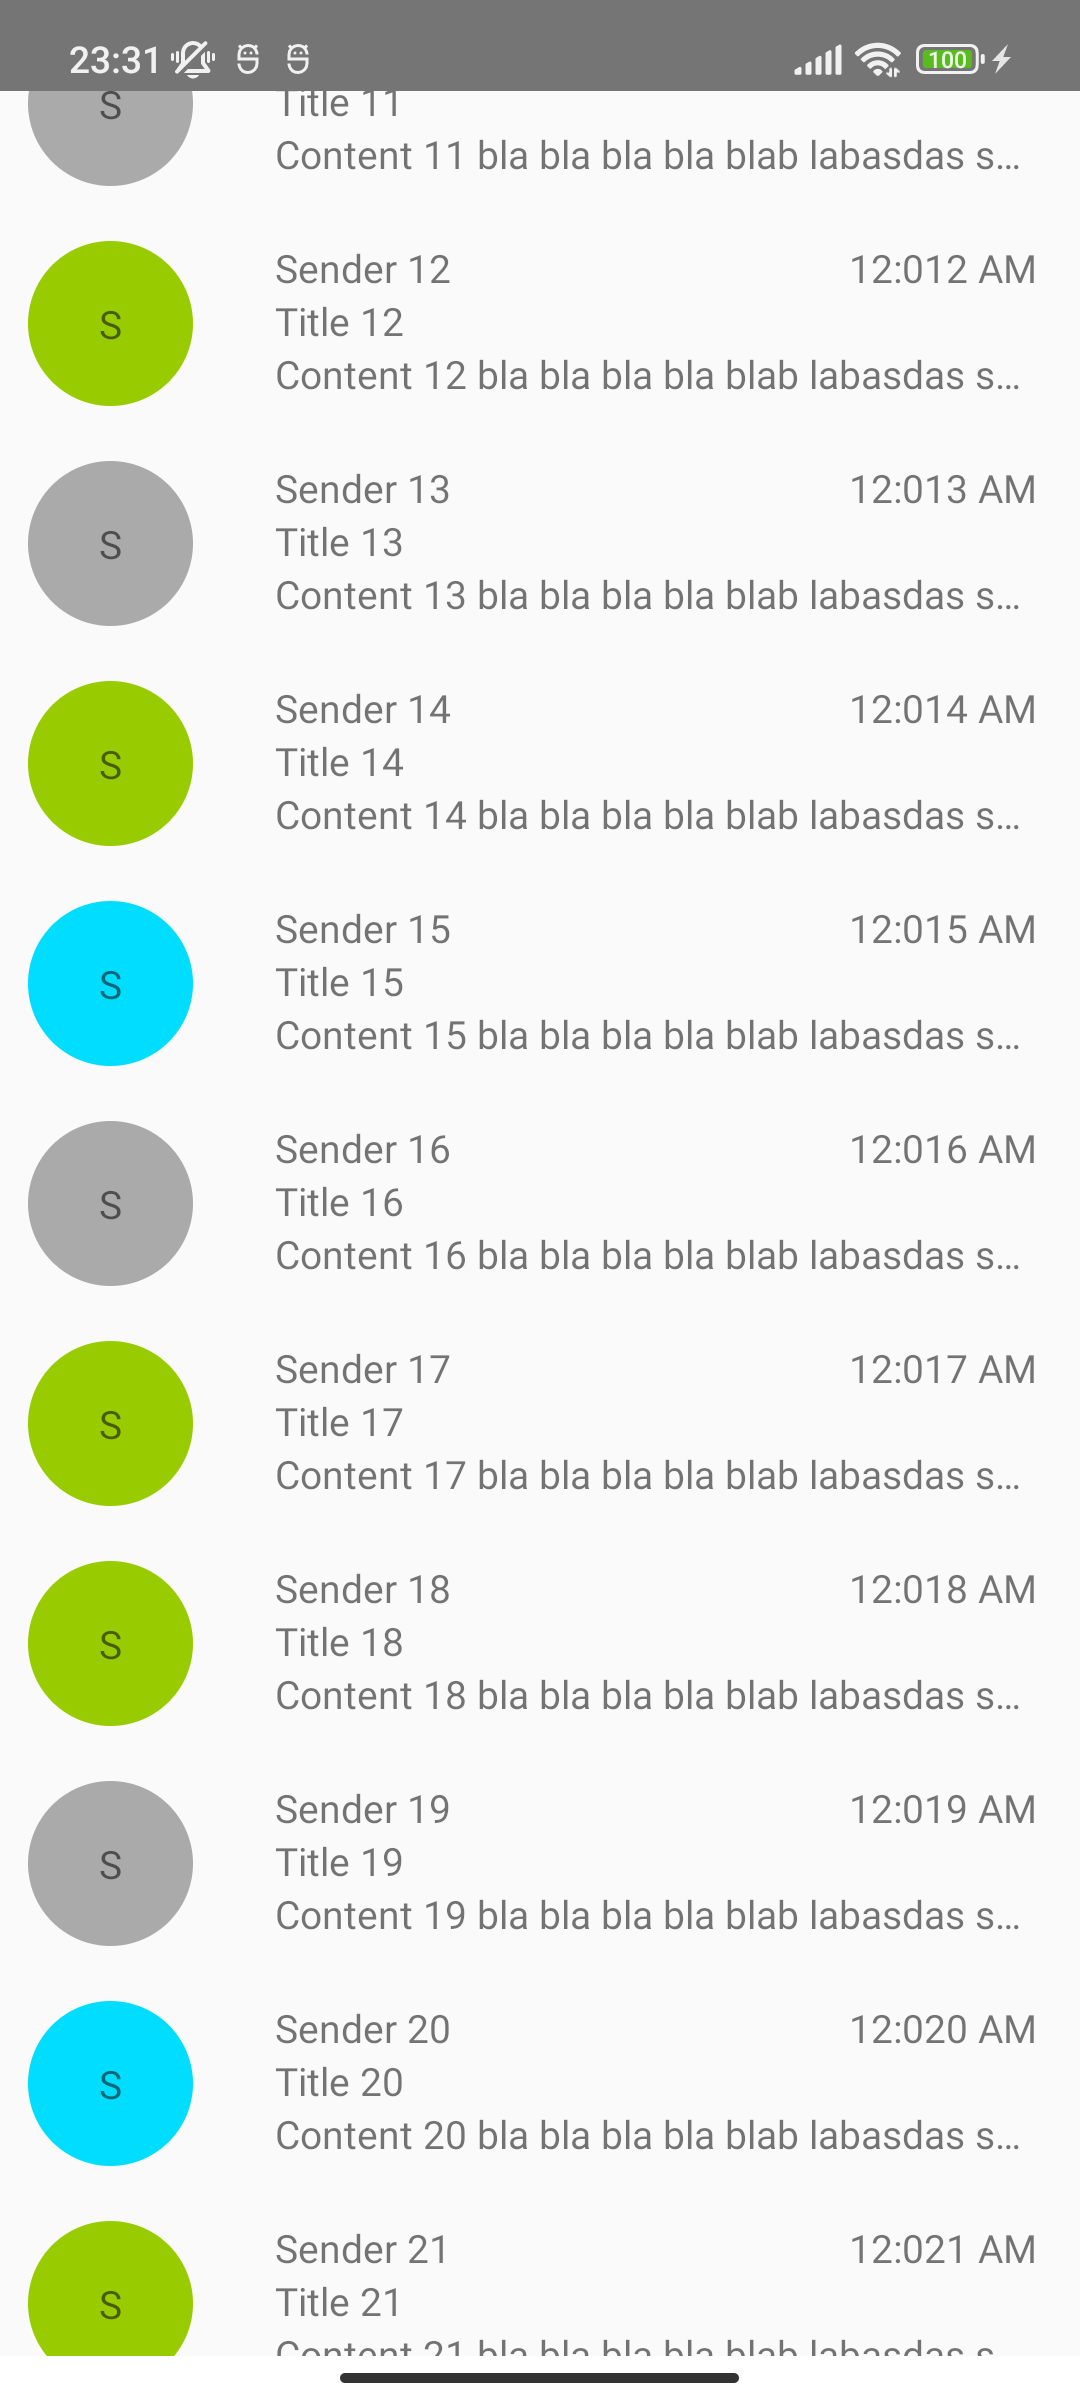 23:31 100
S Title 11
Content 11 bla bla bla bla blab labasdas s...
Sender 12 12:012 AM
S Title 12
Content 12 bla bla bla bla blab labasdas s...
Sender 13 12:013 AM
S Title 13
Content 13 bla bla bla bla blab labasdas s...
Sender 14 12:014 AM
S Title 14
Content 14 bla bla bla bla blab labasdas s...
Sender 15 12:015 AM
S Title 15
Content 15 bla bla bla bla blab labasdas s...
Sender 16 12:016 AM
S Title 16
Content 16 bla bla bla bla blab labasdas s...
Sender 17 12:017 AM
S Title 17
Content 17 bla bla bla bla blab labasdas s...
Sender 18 12:018 AM
S Title 18
Content 18 bla bla bla bla blab labasdas s...
Sender 19 12:019 AM
S Title 19
Content 19 bla bla bla bla blab labasdas s...
Sender 20 12:020 AM
S Title 20
Content 20 bla bla bla bla blab labasdas s...
Sender 21 12:021 AM
S Title 21
Content 21 bla bla bla bla blab labasdas s...